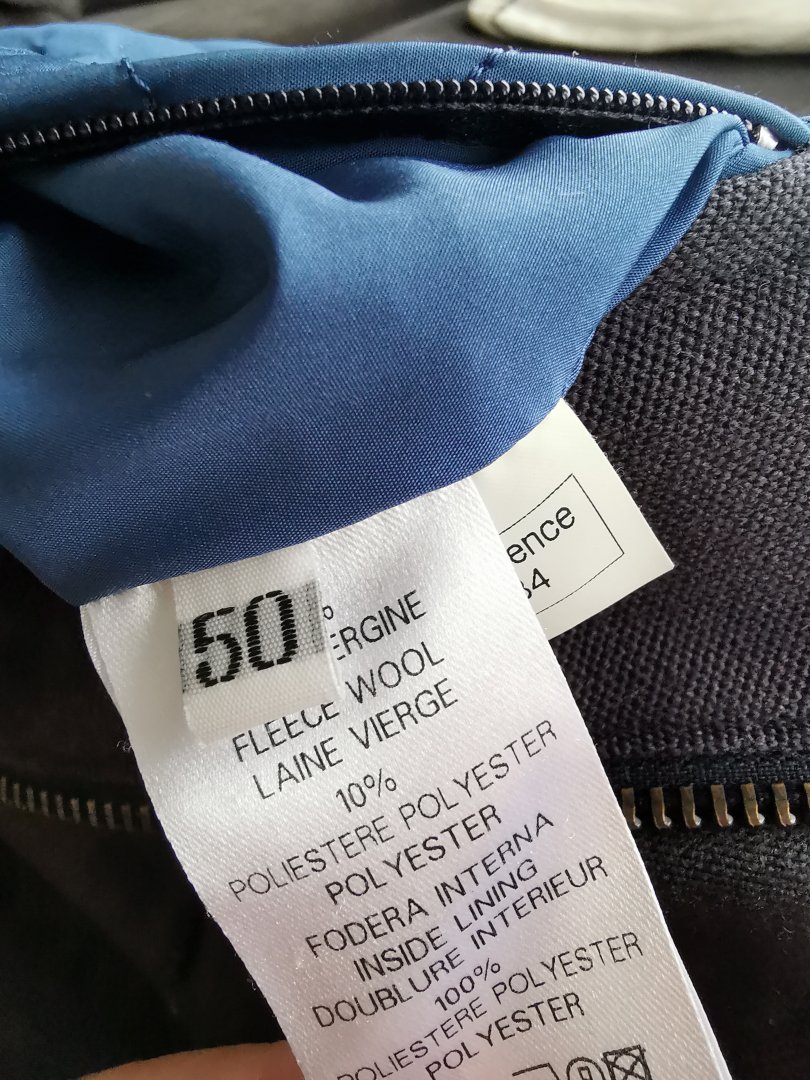 50
FLEECE WOOL
LAINE VIERGE
10%
POLIESTERE POLYESTER
POLYESTER
FODERA INTERNA
INSIDE LINING
DOUBLURE INTERIEUR
100%
POLIESTERE POLYESTER
POLYESTER